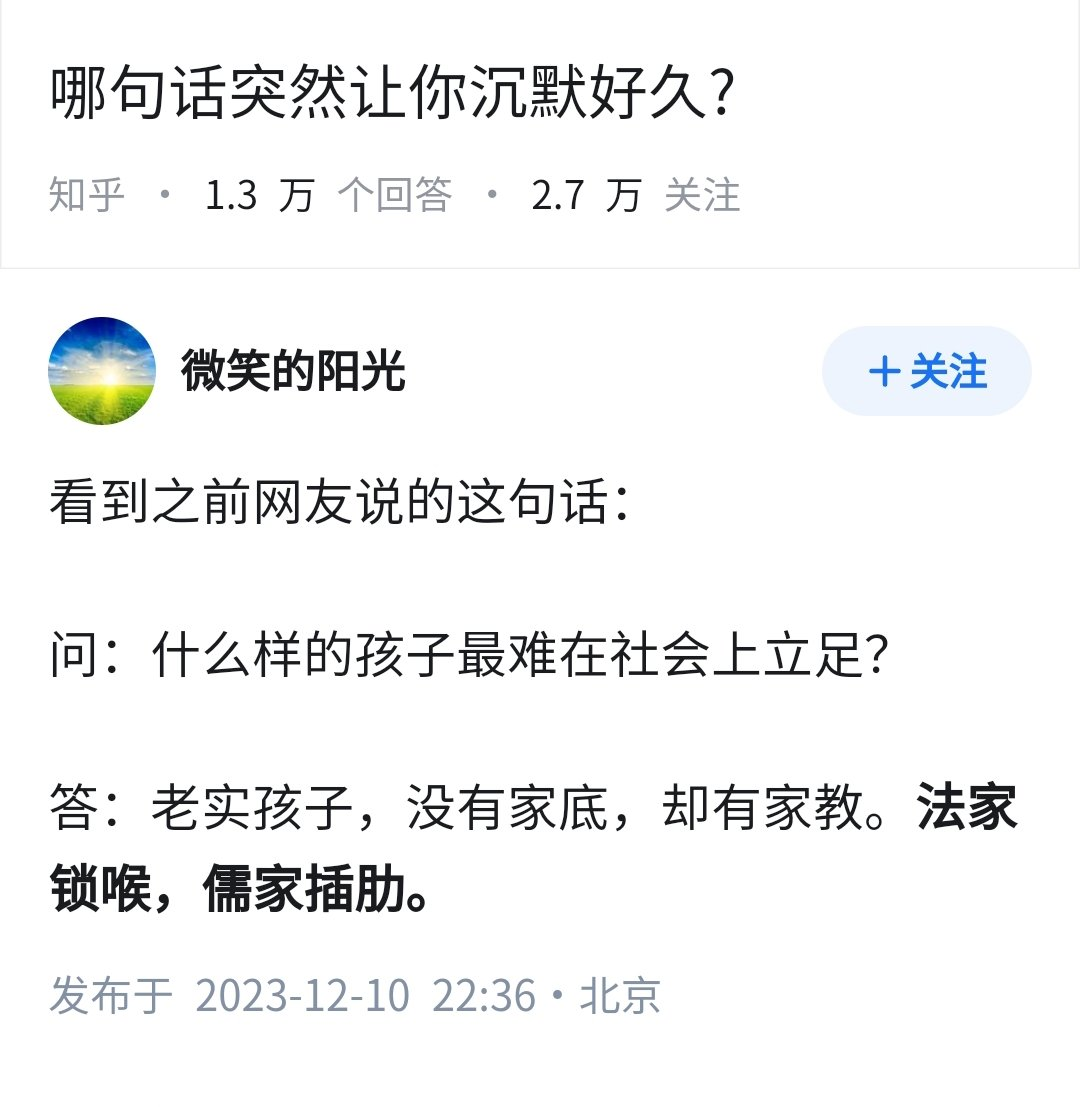 哪句话突然让你沉默好久?
知乎 · 1.3 万 个回答 · 2.7 万 关注
微笑的阳光
+关注
看到之前网友说的这句话：
问：什么样的孩子最难在社会上立足?
答：老实孩子，没有家底，却有家教。法家
锁喉，儒家插肋。
发布于 2023-12-10 22:36·北京